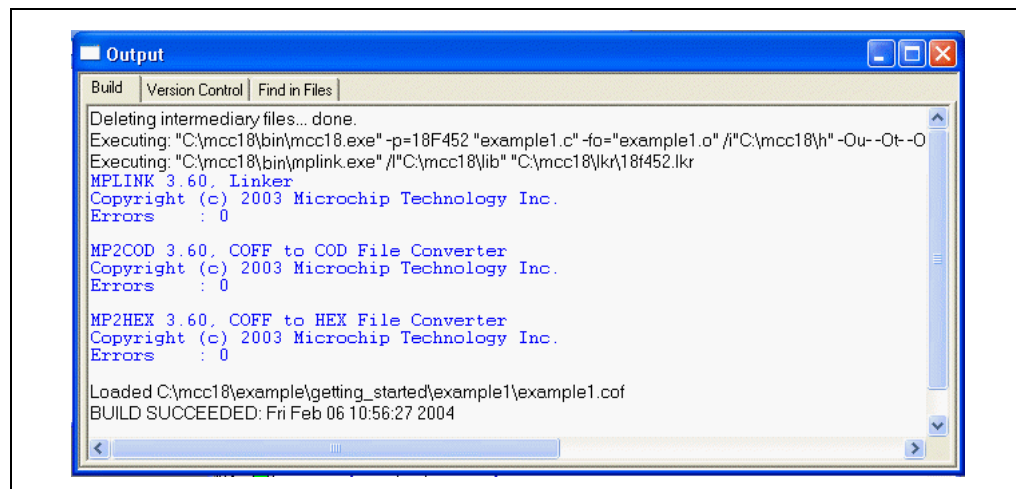 Output
Build Version Control Find in Files
Deleting intermediary files... done.
Executing: "C:\mcc18\bin\mcc18.exe" -p=18F452 "example1.c" -fo="example1.o" /i"C:\mcc18\h" -Ou- -Ot- -O
Executing: "C:\mcc18\bin\mplink.exe" /l"C:\mcc18\lib" "C:\mcc18\lkr\18f452.lkr
MPLINK 3.60, Linker
Copyright (c) 2003 Microchip Technology Inc.
Errors    : 0
MP2COD 3.60, COFF to COD File Converter
Copyright (c) 2003 Microchip Technology Inc.
Errors    : 0
MP2HEX 3.60, COFF to HEX File Converter
Copyright (c) 2003 Microchip Technology Inc.
Errors    : 0
Loaded C:\mcc18\example\getting_started\example1\example1.cof
BUILD SUCCEEDED: Fri Feb 06 10:56:27 2004